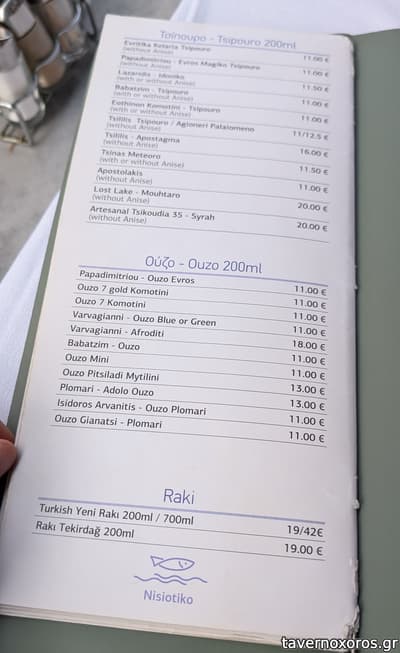 Τσίπουρο - Tsipouro 200ml
Evritika Ketaria Tsipouro 11.00 €
(without Anise)
Papadimitriou - Evros Magiko Tsipouro 11.00 €
(without Anise)
Lazaridis - Idoniko 11.50 €
(with or without Anise)
Babatzim - Tsipouro 11.00 €
(with or without Anise)
Eothinon Komotini - Tsipouro 11.00 €
(without Anise)
Tsililis Tsipouro / Agioneri Palaiomeno 11/12.5 €
(without Anise)
Tsililis - Apostagma 16.00 €
(without Anise)
Tsinas Meteoro 11.50 €
(with or without Anise)
Apostolakis 11.00 €
(without Anise)
Lost Lake - Mouhtaro 20.00 €
(without Anise)
Artesanal Tsikoudia 35 - Syrah 20.00 €
(without Anise)
Ούζο - Ouzo 200ml
Papadimitriou - Ouzo Evros 11.00 €
Ouzo 7 gold Komotini 11.00 €
Ouzo 7 Komotini 11.00 €
Varvagianni - Ouzo Blue or Green 11.00 €
Varvagianni - Afroditi 18.00 €
Babatzim - Ouzo 11.00 €
Ouzo Mini 11.00 €
Ouzo Pitsiladi Mytilini 13.00 €
Plomari - Adolo Ouzo 13.00 €
Isidoros Arvanitis - Ouzo Plomari 11.00 €
Ouzo Gianatsi - Plomari 11.00 €
Raki
Turkish Yeni Rakı 200ml / 700ml 19/42€
Rakı Tekirdağ 200ml 19.00 €
Nisiotiko
tavernoxoros.gr